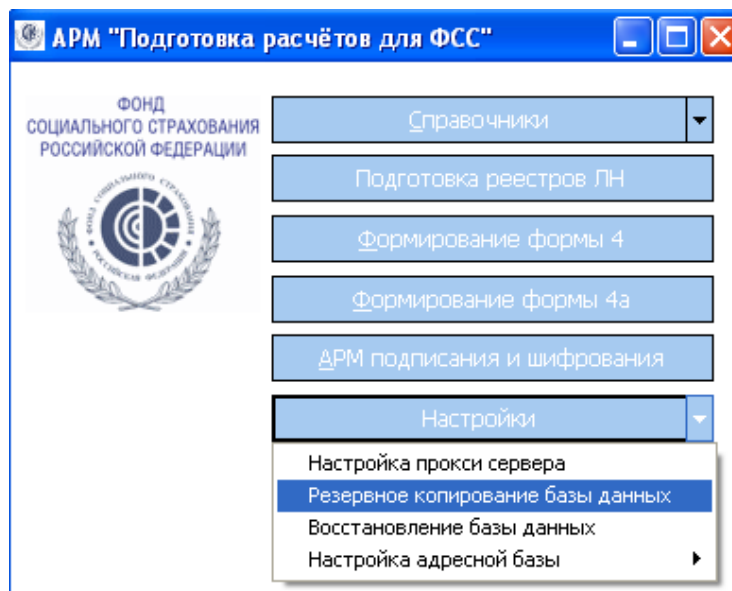 АРМ "Подготовка расчётов для ФСС"
ФОНД
СОЦИАЛЬНОГО СТРАХОВАНИЯ
РОССИЙСКОЙ ФЕДЕРАЦИИ
Справочники
Подготовка реестров ЛН
Формирование формы 4
Формирование формы 4а
АРМ подписания и шифрования
Настройки
Настройка прокси сервера
Резервное копирование базы данных
Восстановление базы данных
Настройка адресной базы